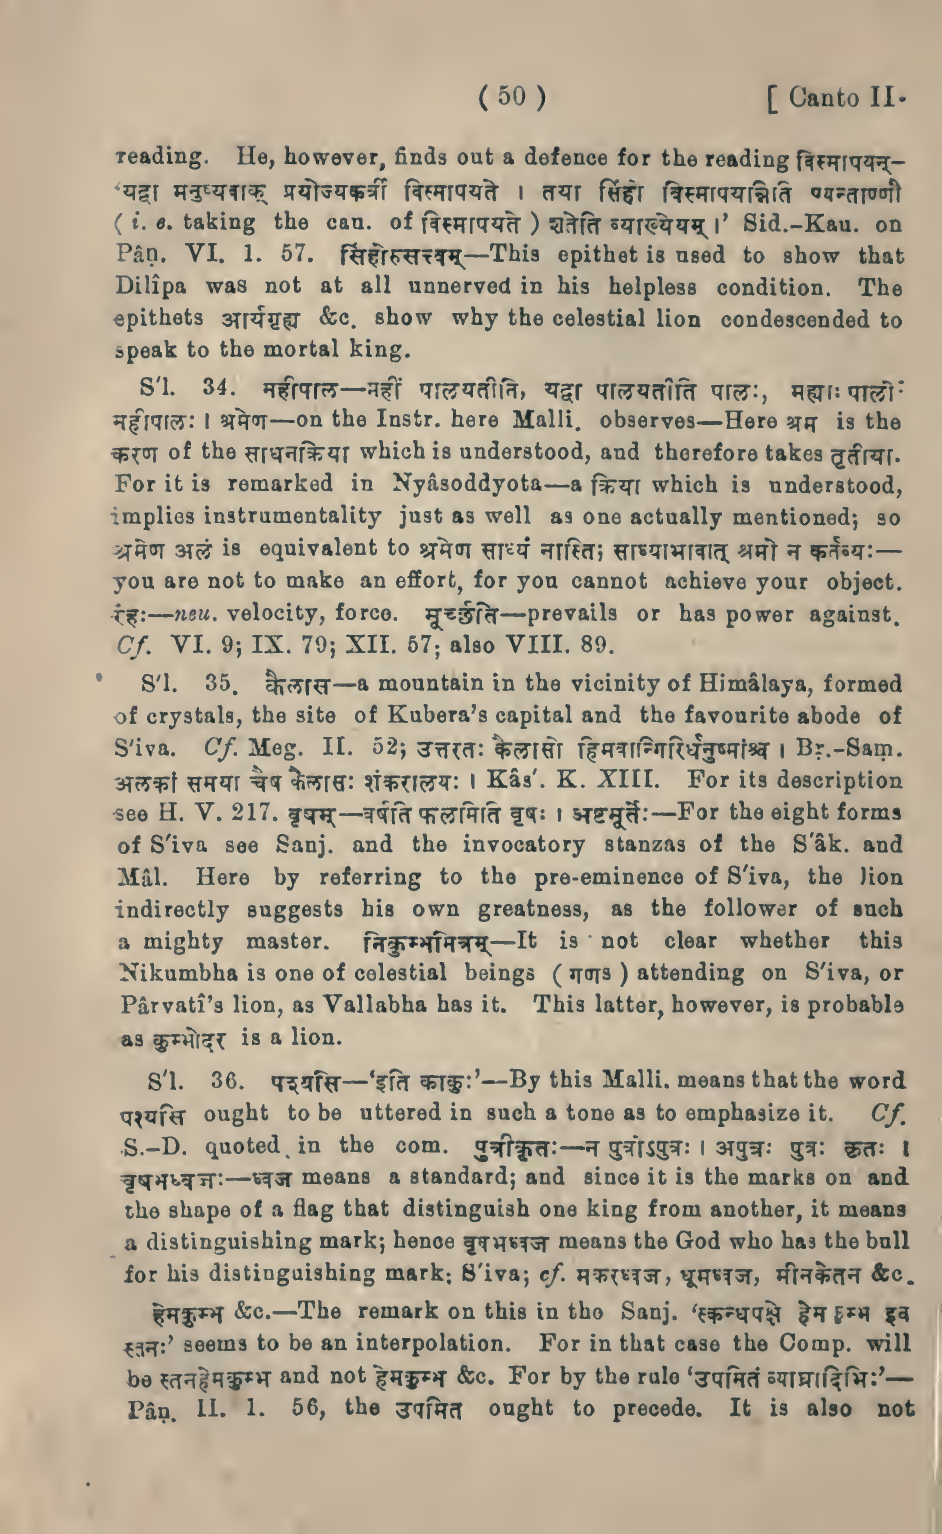 ( 50 ) [ Canto II.
reading. He, however, finds out a defence for the reading विस्मापयन्–
‘यद्वा मनुष्यवाक् प्रयोज्यकर्त्री विस्मापयते । तया सिंहो विस्मापयन्निति ण्यन्ताण्णौ
( i. e. taking the cau. of विस्मापयते ) शतेति व्याख्येयम् ।’ Sid.–Kau. on
Pâṇ. VI. 1. 57. सिंहोरुसत्त्वम्—This epithet is used to show that
Dilîpa was not at all unnerved in his helpless condition. The
epithets आर्यगृह्य &c. show why the celestial lion condescended to
speak to the mortal king.
S'l. 34. महीपाल—महीं पालयतीति, यद्वा पालयतीति पालः, मह्याः पालो
महीपालः । श्रमेण—on the Instr. here Malli. observes—Here श्रम is the
करण of the साधनक्रिया which is understood, and therefore takes तृतीया.
For it is remarked in Nyâsoddyota—a क्रिया which is understood,
implies instrumentality just as well as one actually mentioned; so
श्रमेण अलं is equivalent to श्रमेण साध्यं नास्ति; साध्याभावात् श्रमो न कर्तव्यः—
you are not to make an effort, for you cannot achieve your object.
रंहः—neu. velocity, force. मूर्च्छति—prevails or has power against.
Cf. VI. 9; IX. 79; XII. 57; also VIII. 89.
S'l. 35. कैलास—a mountain in the vicinity of Himâlaya, formed
of crystals, the site of Kubera's capital and the favourite abode of
S'iva. Cf. Meg. II. 52; उत्तरतः कैलासो हिमवान्गिरिर्धनुष्मांश्च । Bṛ.–Saṃ.
अलकां समया चैष कैलासः शंकरालयः । Kâs'. K. XIII. For its description
see H. V. 217. वृषम्—वर्षति फलमिति वृषः । अष्टमूर्तेः—For the eight forms
of S'iva see Sanj. and the invocatory stanzas of the S'âk. and
Mâl. Here by referring to the pre-eminence of S'iva, the lion
indirectly suggests his own greatness, as the follower of such
a mighty master. निकुम्भमित्रम्—It is not clear whether this
Nikumbha is one of celestial beings ( गणs ) attending on S'iva, or
Pârvatî's lion, as Vallabha has it. This latter, however, is probable
as कुम्भोदर is a lion.
S'l. 36. पश्यसि—‘इति काकुः’—By this Malli. means that the word
पश्यसि ought to be uttered in such a tone as to emphasize it. Cf.
S.–D. quoted in the com. पुत्रीकृतः—न पुत्रोऽपुत्रः । अपुत्रः पुत्रः कृतः ।
वृषभध्वजः—ध्वज means a standard; and since it is the marks on and
the shape of a flag that distinguish one king from another, it means
a distinguishing mark; hence वृषभध्वज means the God who has the bull
for his distinguishing mark; S'iva; cf. मकरध्वज, धूमध्वज, मीनकेतन &c.
हेमकुम्भ &c.—The remark on this in the Sanj. ‘स्कन्धपक्षे हेम कुम्भ इव
स्तनः’ seems to be an interpolation. For in that case the Comp. will
be स्तनहेमकुम्भ and not हेमकुम्भ &c. For by the rule ‘उपमितं व्याघ्रादिभिः’—
Pâṇ. II. 1. 56, the उपमित ought to precede. It is also not